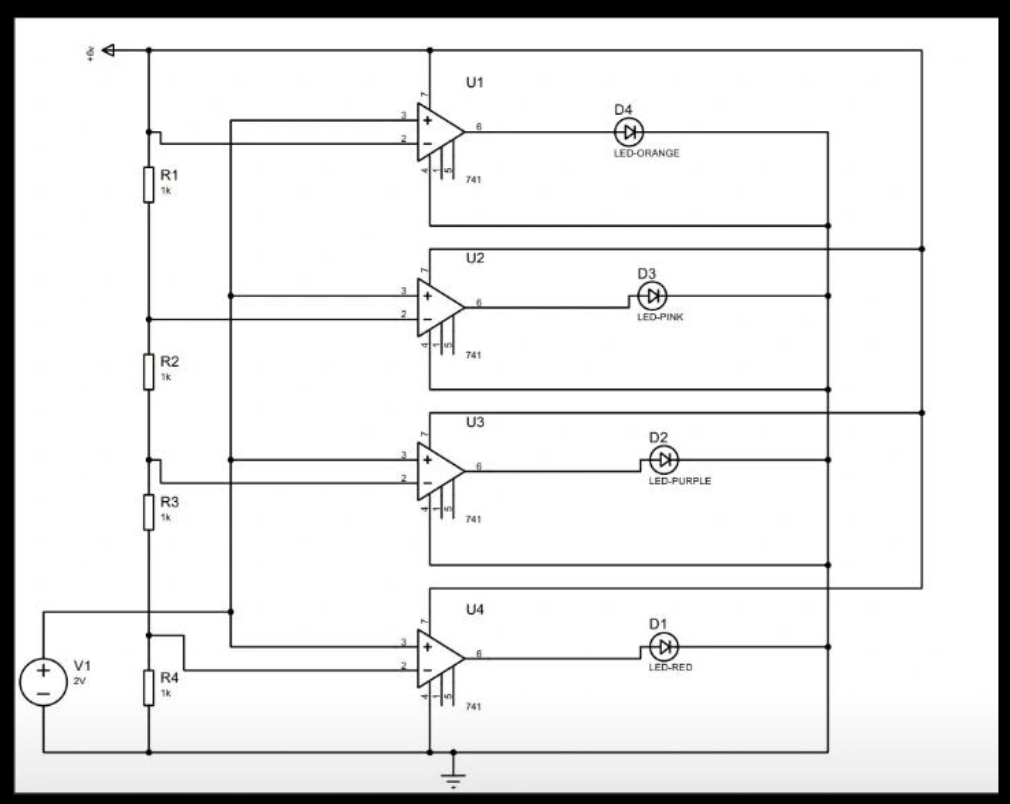 +6v
U1
7
3
2
6
4
1
5
741
D4
LED-ORANGE
R1
1k
U2
7
3
2
6
4
1
5
741
D3
LED-PINK
R2
1k
U3
7
3
2
6
4
1
5
741
D2
LED-PURPLE
R3
1k
U4
7
3
2
6
4
1
5
741
D1
LED-RED
V1
2V
R4
1k